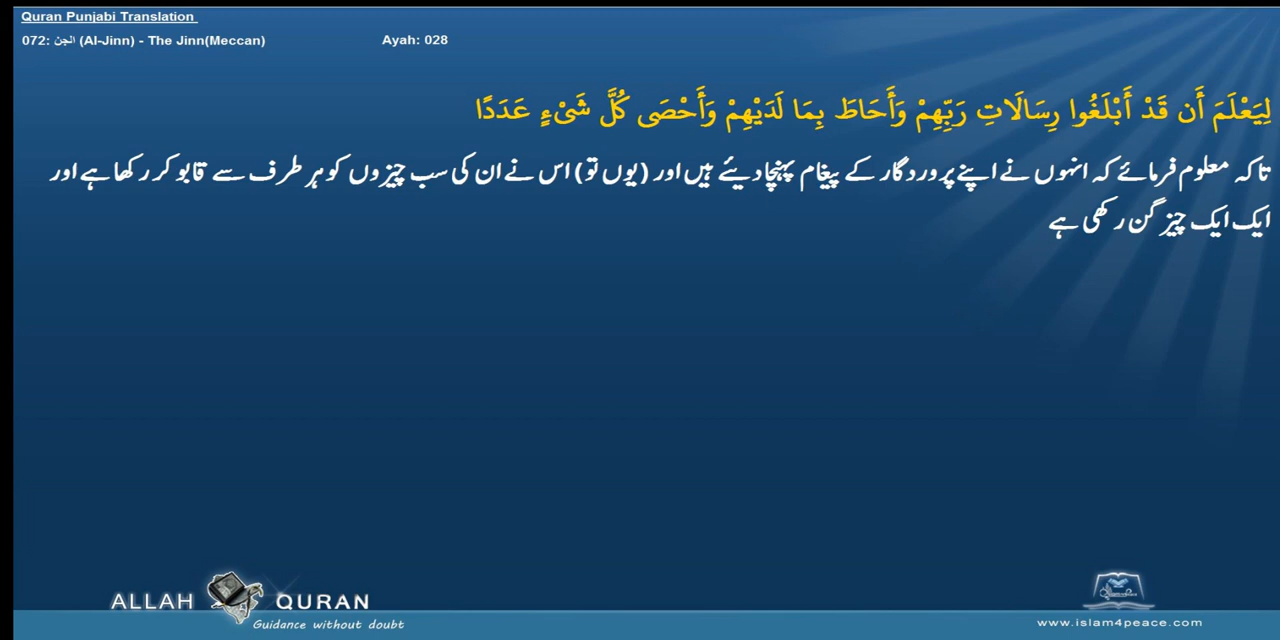 Quran Punjabi Translation
072: الجن (Al-Jinn) - The Jinn(Meccan) Ayah: 028
لِيَعْلَمَ أَن قَدْ أَبْلَغُوا رِسَالَاتِ رَبِّهِمْ وَأَحَاطَ بِمَا لَدَيْهِمْ وَأَحْصَى كُلَّ شَيْءٍ عَدَدًا
تاکہ معلوم فرمائے کہ انہوں نے اپنے پروردگار کے پیغام پہنچا دیئے ہیں اور (یوں تو) اس نے ان کی سب چیزوں کو ہر طرف سے قابو کر رکھا ہے اور
ایک ایک چیز گن رکھی ہے
ALLAH QURAN
Guidance without doubt
www.islam4peace.com